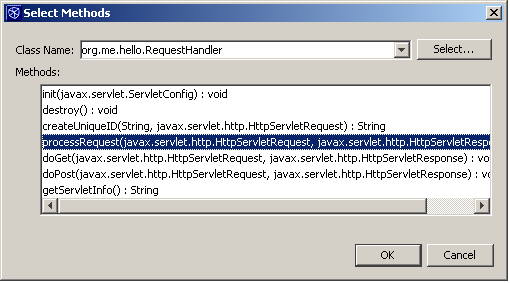 Select Methods
Class Name: org.me.hello.RequestHandler Select...
Methods:
init(javax.servlet.ServletConfig) : void
destroy() : void
createUniqueID(String, javax.servlet.http.HttpServletRequest) : String
processRequest(javax.servlet.http.HttpServletRequest, javax.servlet.http.HttpServletRespo
doGet(javax.servlet.http.HttpServletRequest, javax.servlet.http.HttpServletResponse) : vo
doPost(javax.servlet.http.HttpServletRequest, javax.servlet.http.HttpServletResponse) : vo
getServletInfo() : String
OK Cancel